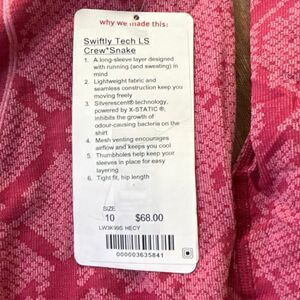 why we made this:
Swiftly Tech LS
Crew*Snake
1. A long-sleeve layer designed
with running (and sweating) in
mind
2. Lightweight fabric and
seamless construction keep you
moving freely
3. Silverescent® technology,
powered by X-STATIC ®,
inhibits the growth of
odour-causing bacteria on the
shirt
4. Mesh venting encourages
airflow and keeps you cool
5. Thumbholes help keep your
sleeves in place for easy
layering
6. Tight fit, hip length
SIZE
10 $68.00
LW3K99S HECY
000003635841